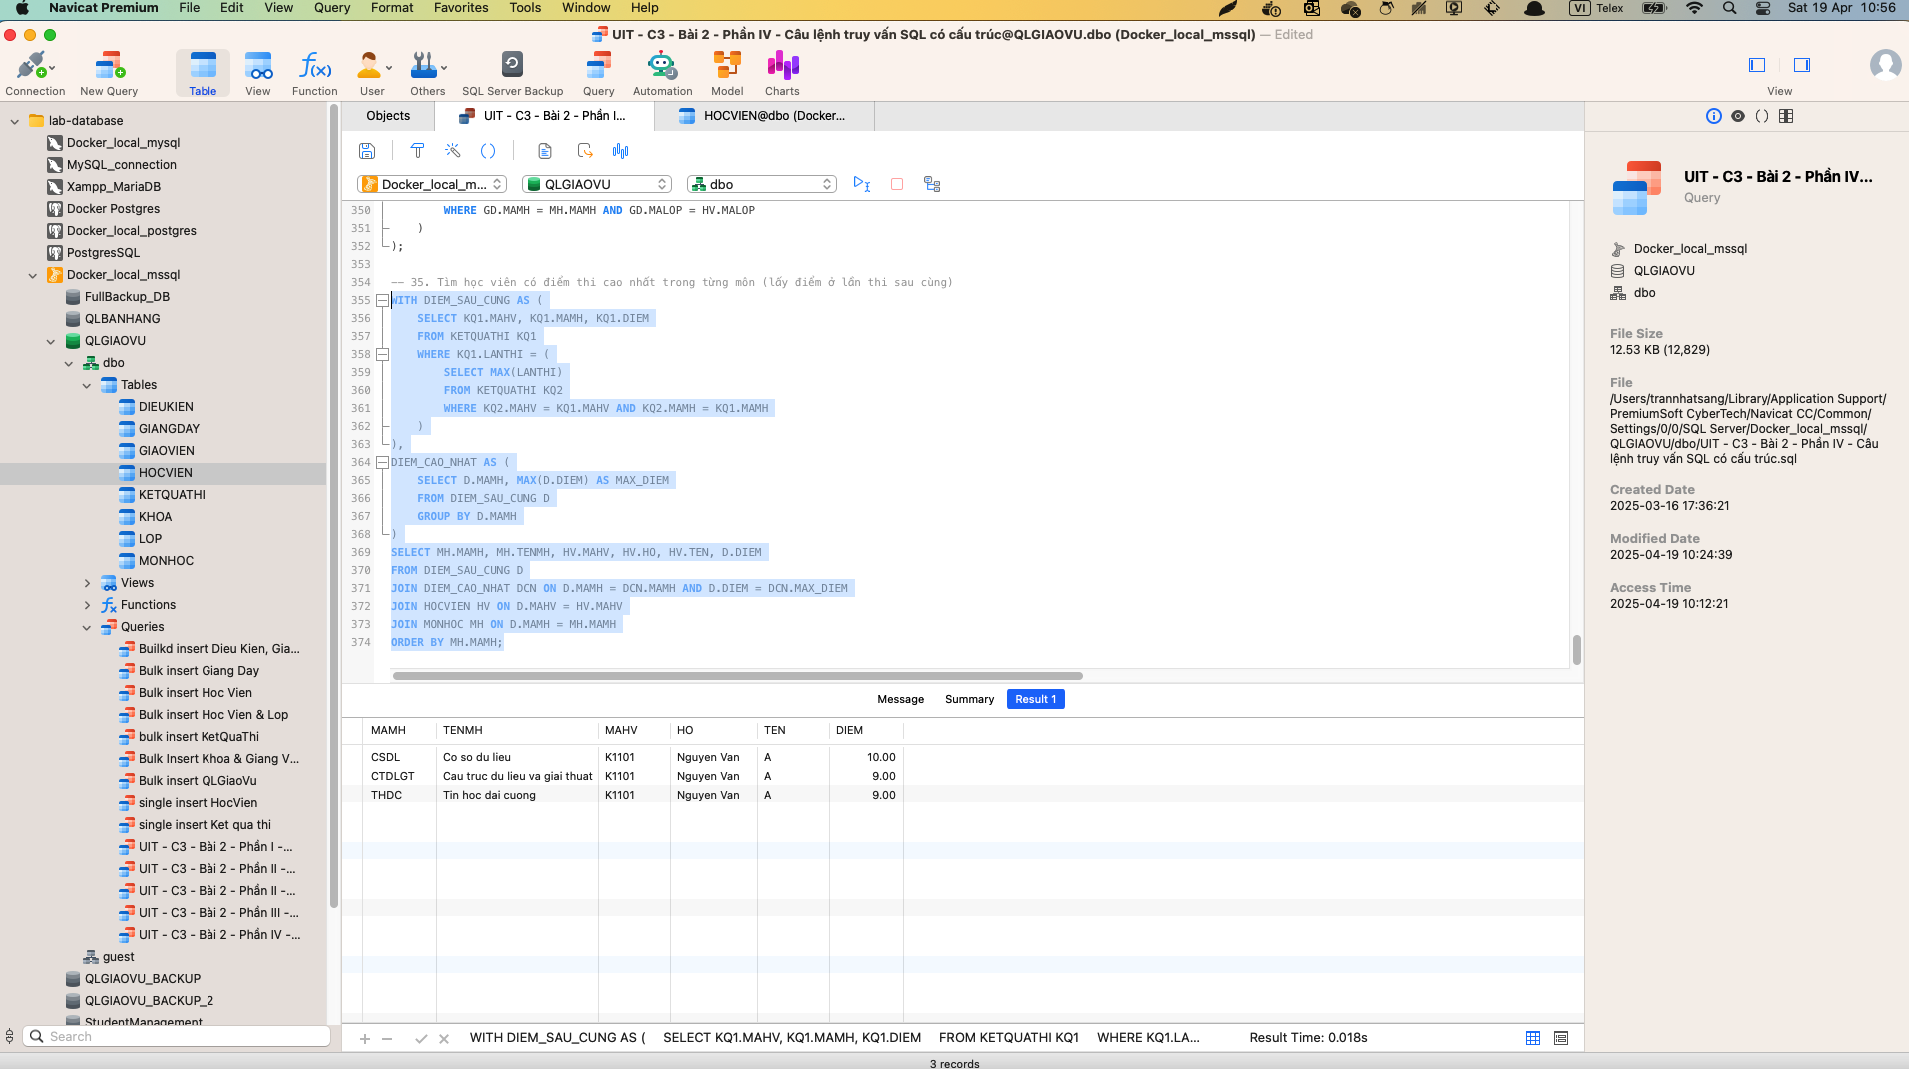 Navicat Premium File Edit View Query Format Favorites Tools Window Help VI Telex Sat 19 Apr 10:56
UIT - C3 - Bài 2 - Phần IV - Câu lệnh truy vấn SQL có cấu trúc@QLGIAOVU.dbo (Docker_local_mssql) — Edited
Connection New Query Table View Function User Others SQL Server Backup Query Automation Model Charts View
lab-database
Docker_local_mysql
MySQL_connection
Xampp_MariaDB
Docker Postgres
Docker_local_postgres
PostgresSQL
Docker_local_mssql
FullBackup_DB
QLBANHANG
QLGIAOVU
dbo
Tables
DIEUKIEN
GIANGDAY
GIAOVIEN
HOCVIEN
KETQUATHI
KHOA
LOP
MONHOC
Views
Functions
Queries
Builkd insert Dieu Kien, Gia...
Bulk insert Giang Day
Bulk insert Hoc Vien
Bulk insert Hoc Vien & Lop
bulk insert KetQuaThi
Bulk Insert Khoa & Giang V...
Bulk insert QLGiaoVu
single insert HocVien
single insert Ket qua thi
UIT - C3 - Bài 2 - Phần I -...
UIT - C3 - Bài 2 - Phần II -...
UIT - C3 - Bài 2 - Phần II -...
UIT - C3 - Bài 2 - Phần III -...
UIT - C3 - Bài 2 - Phần IV -...
guest
QLGIAOVU_BACKUP
QLGIAOVU_BACKUP_2
StudentManagement
Search
Objects UIT - C3 - Bài 2 - Phần I... HOCVIEN@dbo (Docker...
Docker_local_m... QLGIAOVU dbo
350 WHERE GD.MAMH = MH.MAMH AND GD.MALOP = HV.MALOP
351 )
352 );
353
354 -- 35. Tìm học viên có điểm thi cao nhất trong từng môn (lấy điểm ở lần thi sau cùng)
355 WITH DIEM_SAU_CUNG AS (
356 SELECT KQ1.MAHV, KQ1.MAMH, KQ1.DIEM
357 FROM KETQUATHI KQ1
358 WHERE KQ1.LANTHI = (
359 SELECT MAX(LANTHI)
360 FROM KETQUATHI KQ2
361 WHERE KQ2.MAHV = KQ1.MAHV AND KQ2.MAMH = KQ1.MAMH
362 )
363 ),
364 DIEM_CAO_NHAT AS (
365 SELECT D.MAMH, MAX(D.DIEM) AS MAX_DIEM
366 FROM DIEM_SAU_CUNG D
367 GROUP BY D.MAMH
368 )
369 SELECT MH.MAMH, MH.TENMH, HV.MAHV, HV.HO, HV.TEN, D.DIEM
370 FROM DIEM_SAU_CUNG D
371 JOIN DIEM_CAO_NHAT DCN ON D.MAMH = DCN.MAMH AND D.DIEM = DCN.MAX_DIEM
372 JOIN HOCVIEN HV ON D.MAHV = HV.MAHV
373 JOIN MONHOC MH ON D.MAMH = MH.MAMH
374 ORDER BY MH.MAMH;
Message Summary Result 1
MAMH TENMH MAHV HO TEN DIEM
CSDL Co so du lieu K1101 Nguyen Van A 10.00
CTDLGT Cau truc du lieu va giai thuat K1101 Nguyen Van A 9.00
THDC Tin hoc dai cuong K1101 Nguyen Van A 9.00
WITH DIEM_SAU_CUNG AS ( SELECT KQ1.MAHV, KQ1.MAMH, KQ1.DIEM FROM KETQUATHI KQ1 WHERE KQ1.LA... Result Time: 0.018s
3 records
UIT - C3 - Bài 2 - Phần IV...
Query
Docker_local_mssql
QLGIAOVU
dbo
File Size
12.53 KB (12,829)
File
/Users/trannhatsang/Library/Application Support/
PremiumSoft CyberTech/Navicat CC/Common/
Settings/0/0/SQL Server/Docker_local_mssql/
QLGIAOVU/dbo/UIT - C3 - Bài 2 - Phần IV - Câu
lệnh truy vấn SQL có cấu trúc.sql
Created Date
2025-03-16 17:36:21
Modified Date
2025-04-19 10:24:39
Access Time
2025-04-19 10:12:21